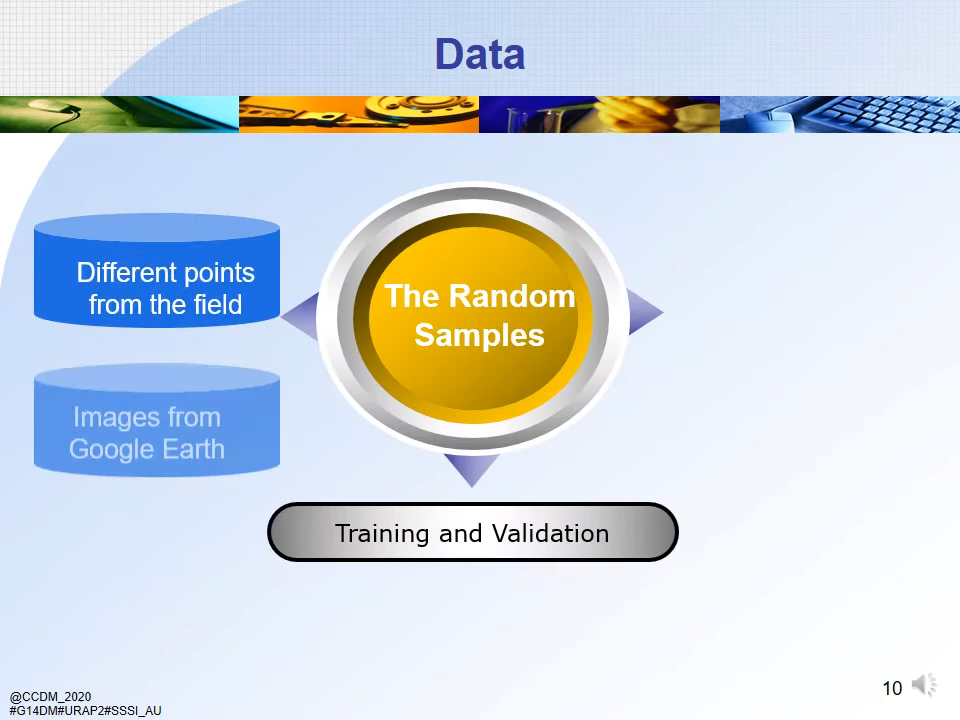 Data
Different points
from the field
The Random
Samples
Images from
Google Earth
Training and Validation
@CCDM_2020
#G14DM#URAP2#SSSI_AU
10